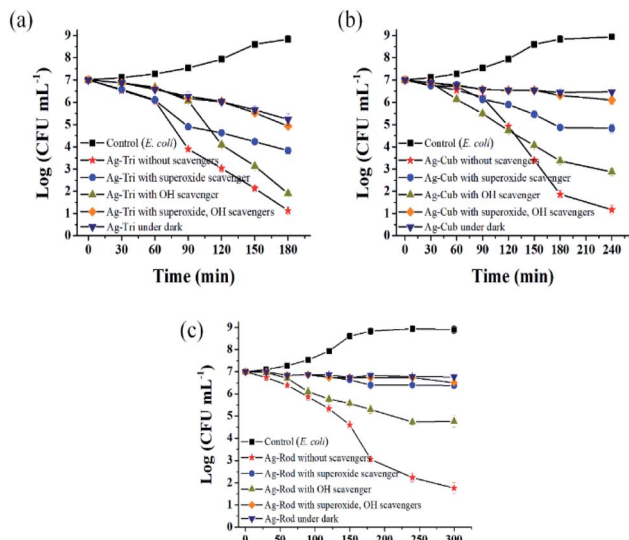 (a)
9
8
7
6
5
4
3
2
1
0
Log (CFU mL⁻¹)
Control (E. coli)
Ag-Tri without scavengers
Ag-Tri with superoxide scavenger
Ag-Tri with OH scavenger
Ag-Tri with superoxide, OH scavengers
Ag-Tri under dark
0 30 60 90 120 150 180
Time (min)
(b)
9
8
7
6
5
4
3
2
1
0
Log (CFU mL⁻¹)
Control (E. coli)
Ag-Cub without scavengers
Ag-Cub with superoxide scavenger
Ag-Cub with OH scavenger
Ag-Cub with superoxide, OH scavengers
Ag-Cub under dark
0 30 60 90 120 150 180 210 240
Time (min)
(c)
9
8
7
6
5
4
3
2
1
0
Log (CFU mL⁻¹)
Control (E. coli)
Ag-Rod without scavengers
Ag-Rod with superoxide scavenger
Ag-Rod with OH scavenger
Ag-Rod with superoxide, OH scavengers
Ag-Rod under dark
0 50 100 150 200 250 300